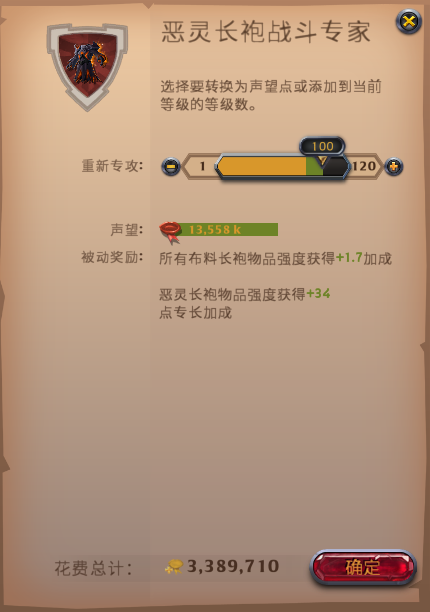 恶灵长袍战斗专家
选择要转换为声望点或添加到当前
等级的等级数。
100
重新专攻: 1 120
声望: 13,558k
被动奖励: 所有布料长袍物品强度获得+1.7加成
恶灵长袍物品强度获得+34
点专长加成
花费总计: 3,389,710 确定